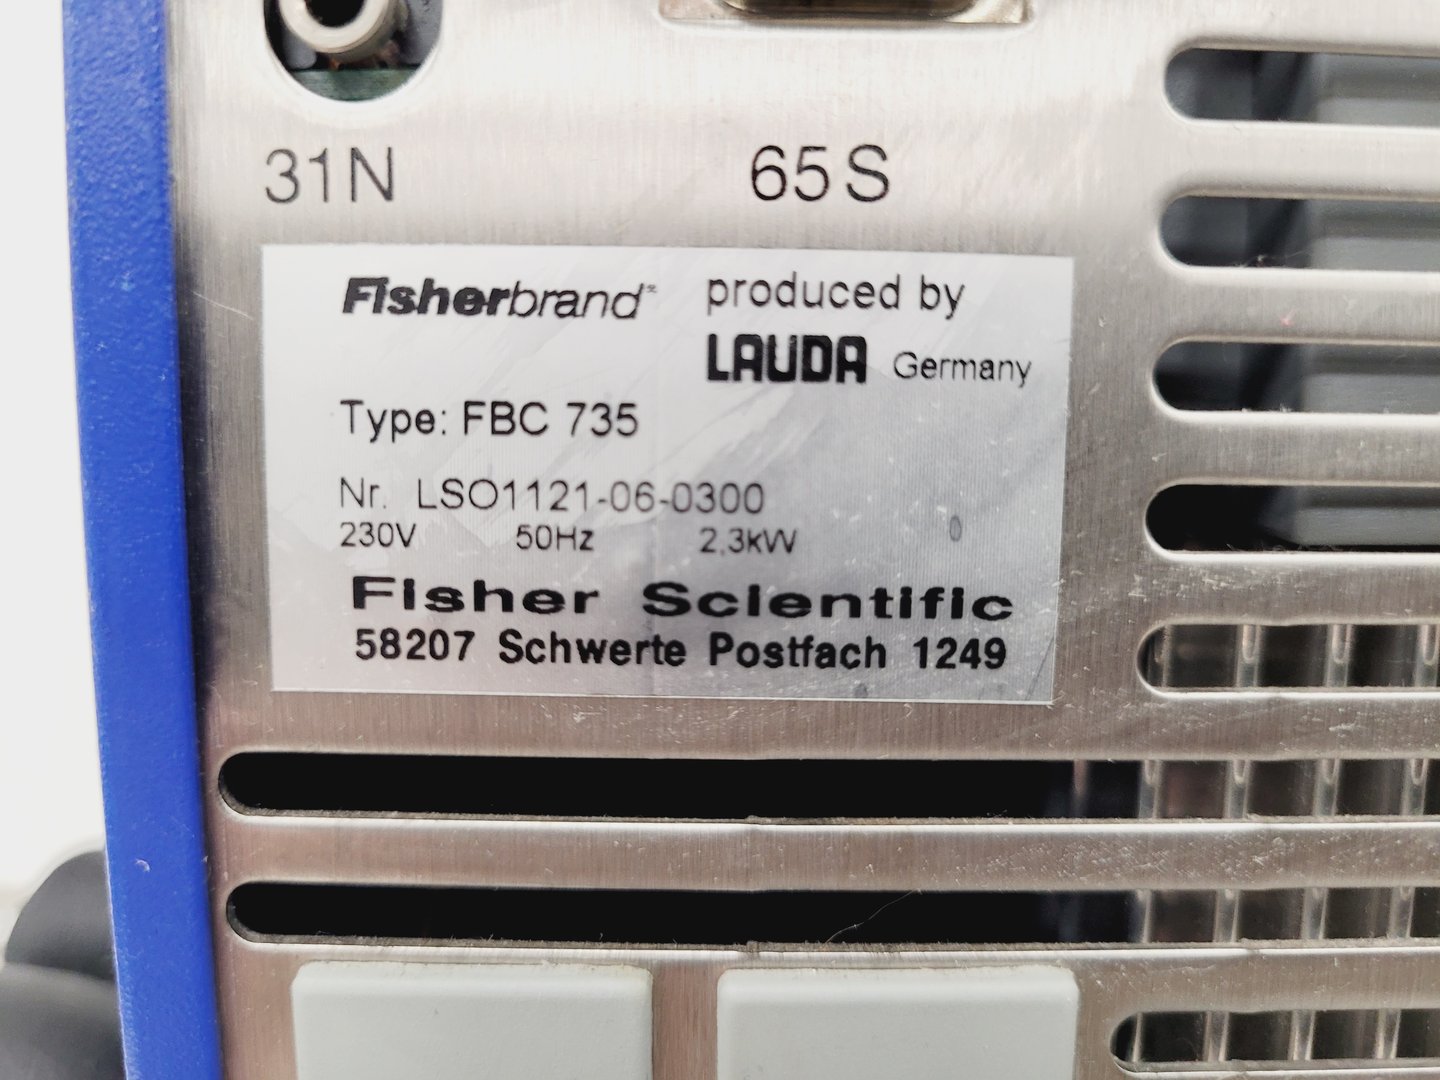 31N 65S
Fisherbrand™ produced by
LAUDA Germany
Type: FBC 735
Nr. LSO1121-06-0300
230V 50Hz 2,3kW
Fisher Scientific
58207 Schwerte Postfach 1249